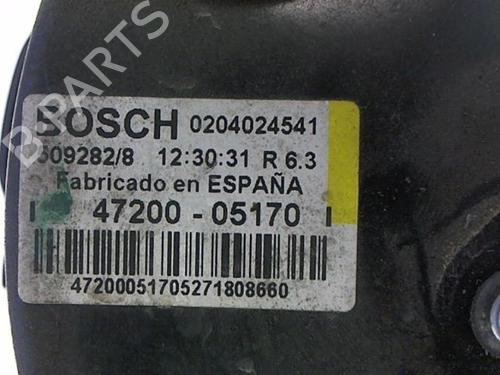 BOSCH 0204024541
509282/8 12:30:31 R 6.3
Fabricado en ESPAÑA
I 47200 - 05170 I
47200051705271808660
B-PARTS